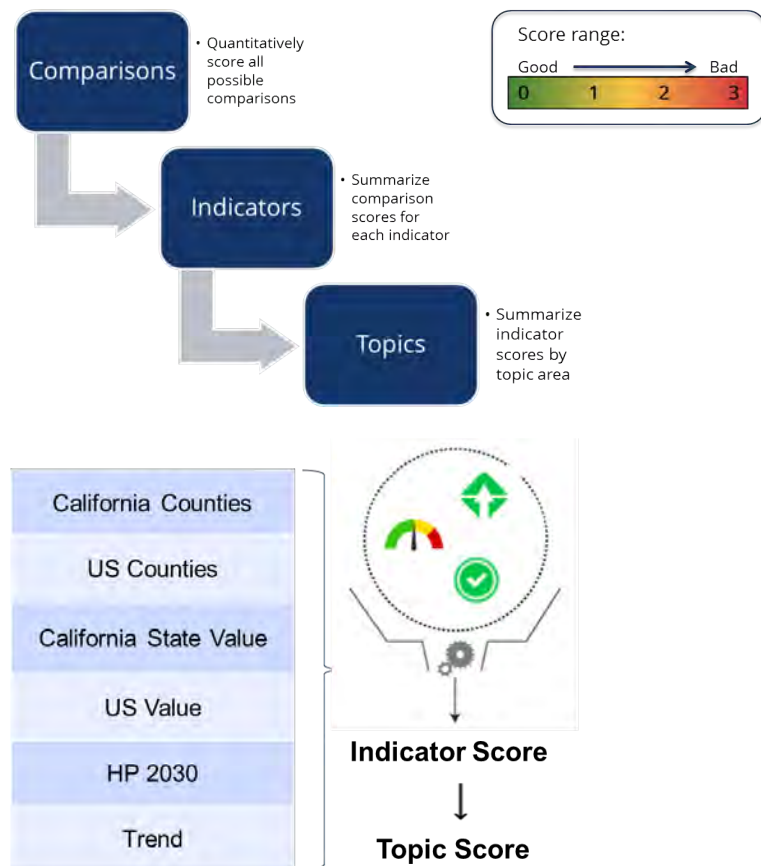 Comparisons
• Quantitatively
score all
possible
comparisons
Score range:
Good Bad
0 1 2 3
Indicators
• Summarize
comparison
scores for
each indicator
Topics
• Summarize
indicator
scores by
topic area
California Counties
US Counties
California State Value
US Value
HP 2030
Trend
Indicator Score
Topic Score